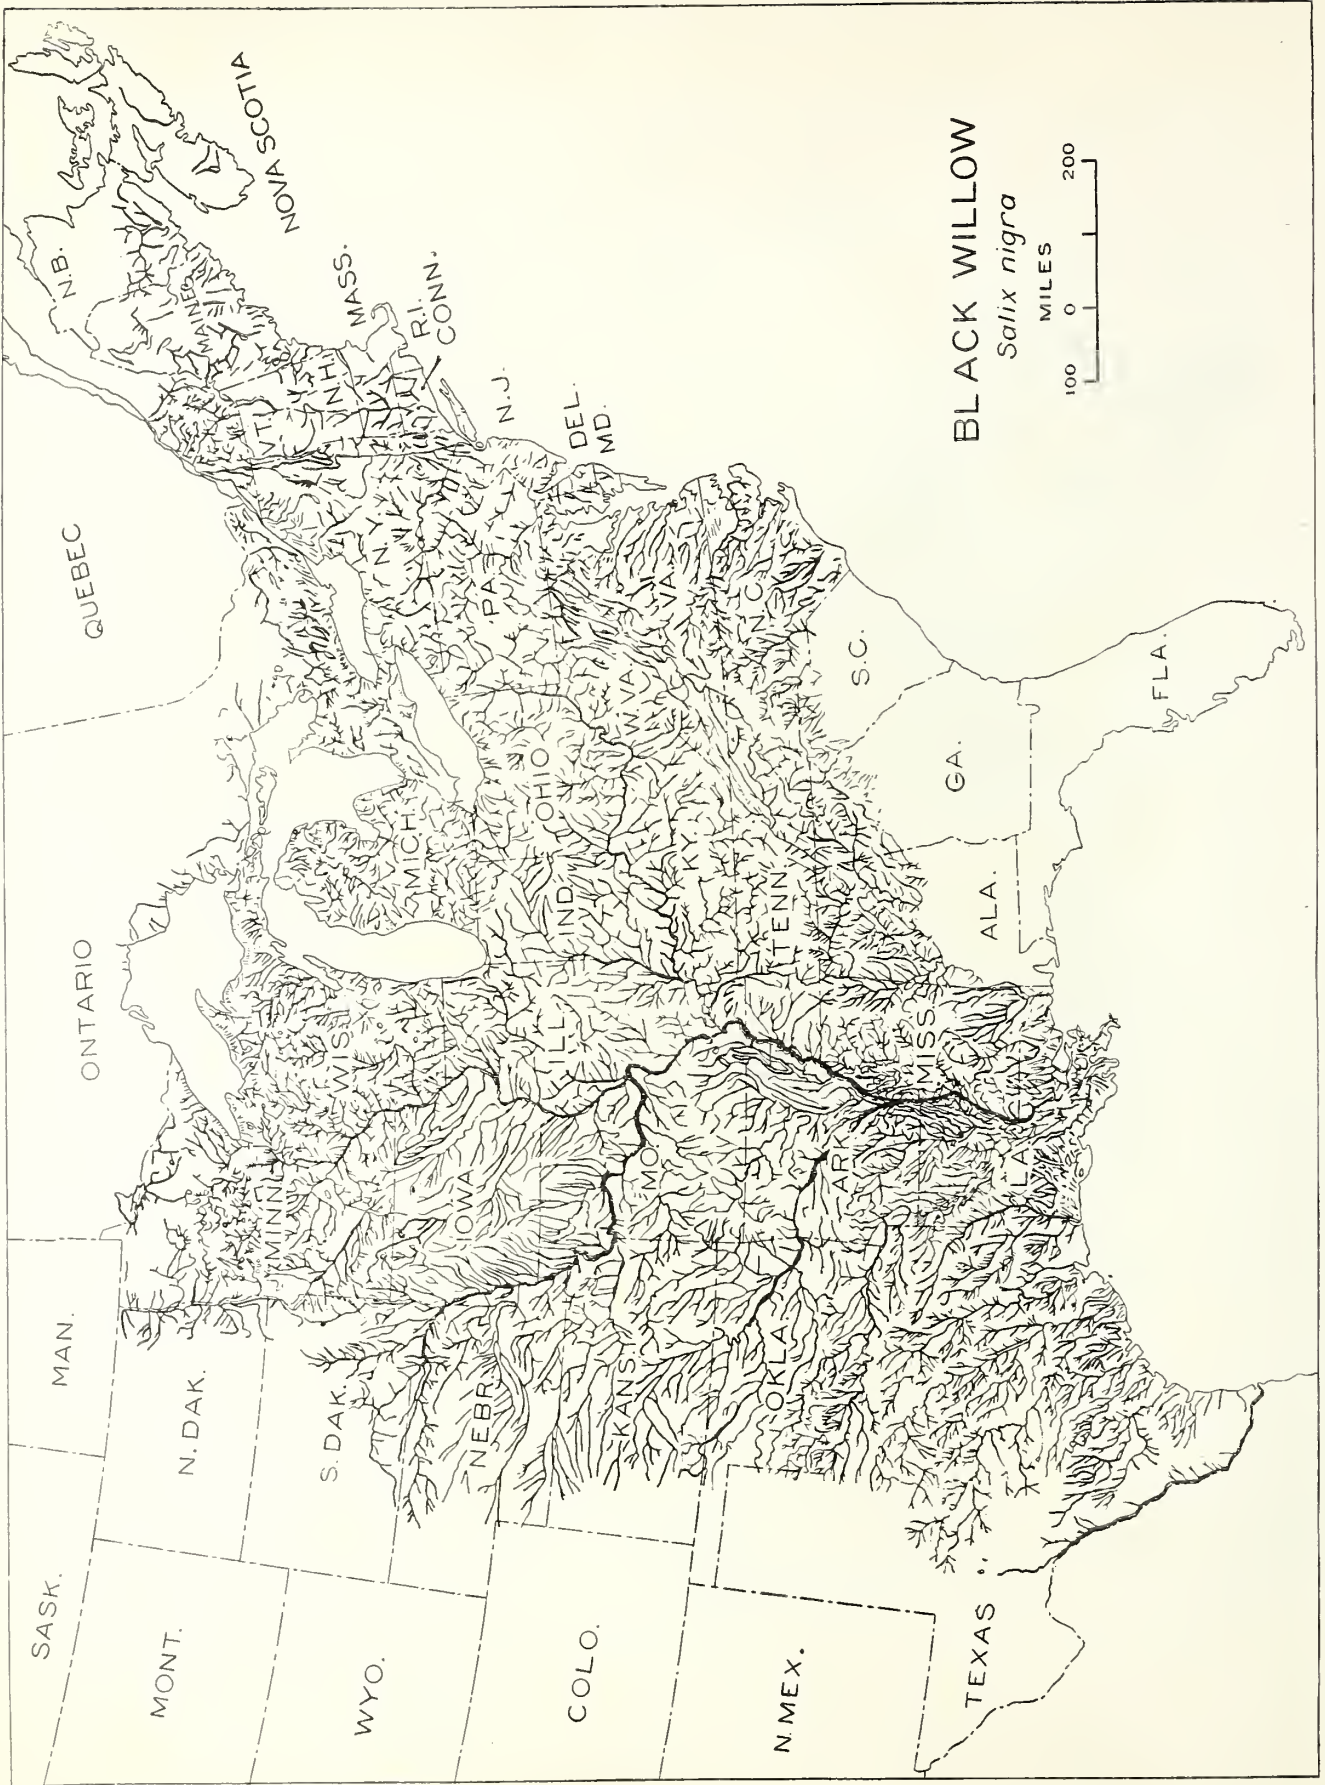 SASK.
MAN.
ONTARIO
QUEBEC
N.B.
NOVA SCOTIA
MAINE
MONT.
N. DAK.
MINN.
VT.
N.H.
MASS.
R.I.
CONN.
WYO.
S. DAK.
WIS.
MICH.
N.Y.
N.J.
DEL.
MD.
NEBR.
IOWA
ILL.
IND.
OHIO
PA.
W.VA.
VA.
COLO.
KANS.
MO.
KY.
N. MEX.
OKLA.
ARK.
TENN.
N.C.
S.C.
TEXAS
LA.
MISS.
ALA.
GA.
FLA.
BLACK WILLOW
Salix nigra
MILES
100 0 200